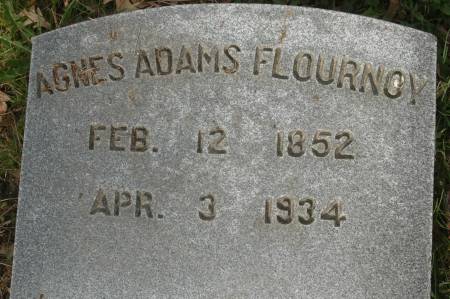 AGNES ADAMS FLOURNOY
FEB. 12 1852
APR. 3 1934